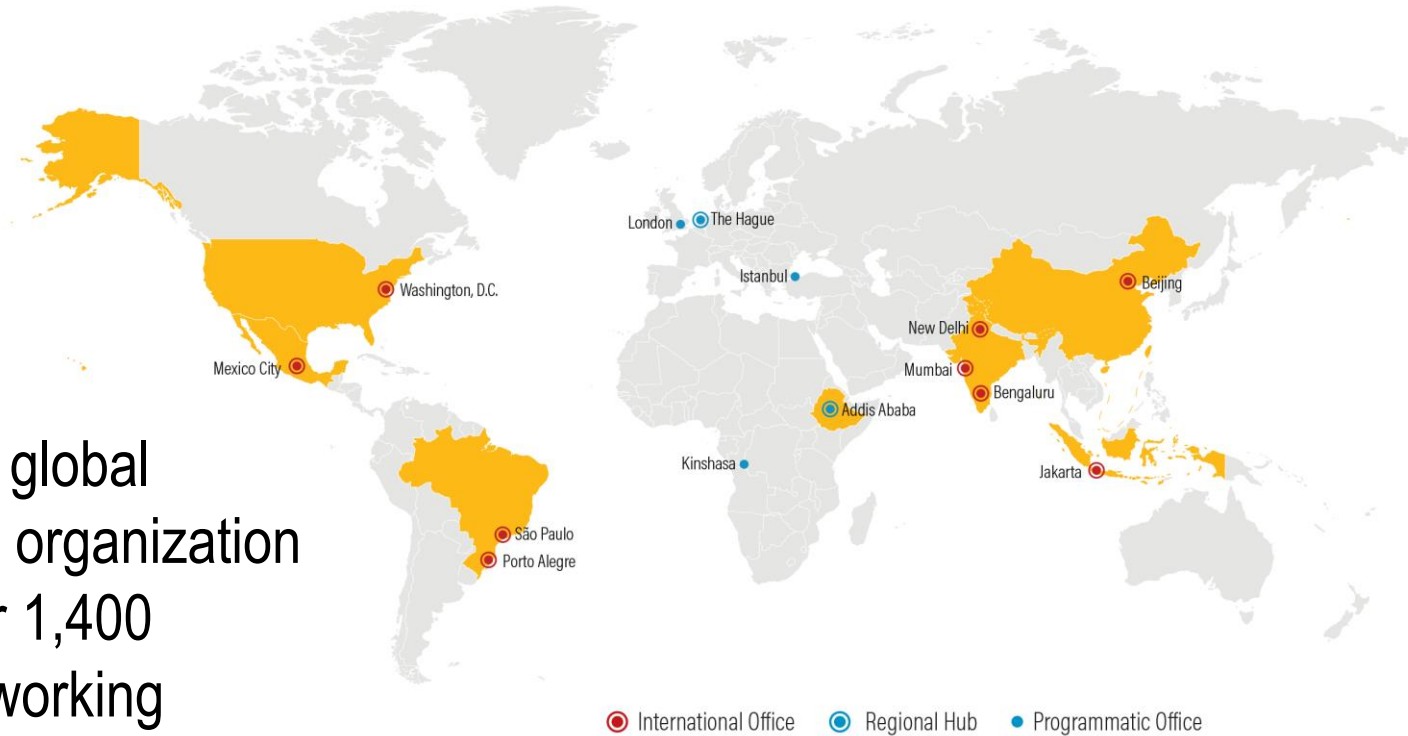 London
The Hague
Istanbul
Washington, D.C.
Beijing
New Delhi
Mexico City
Mumbai
Bengaluru
Addis Ababa
Kinshasa
Jakarta
São Paulo
Porto Alegre
global
organization
r 1,400
working
International Office
Regional Hub
Programmatic Office